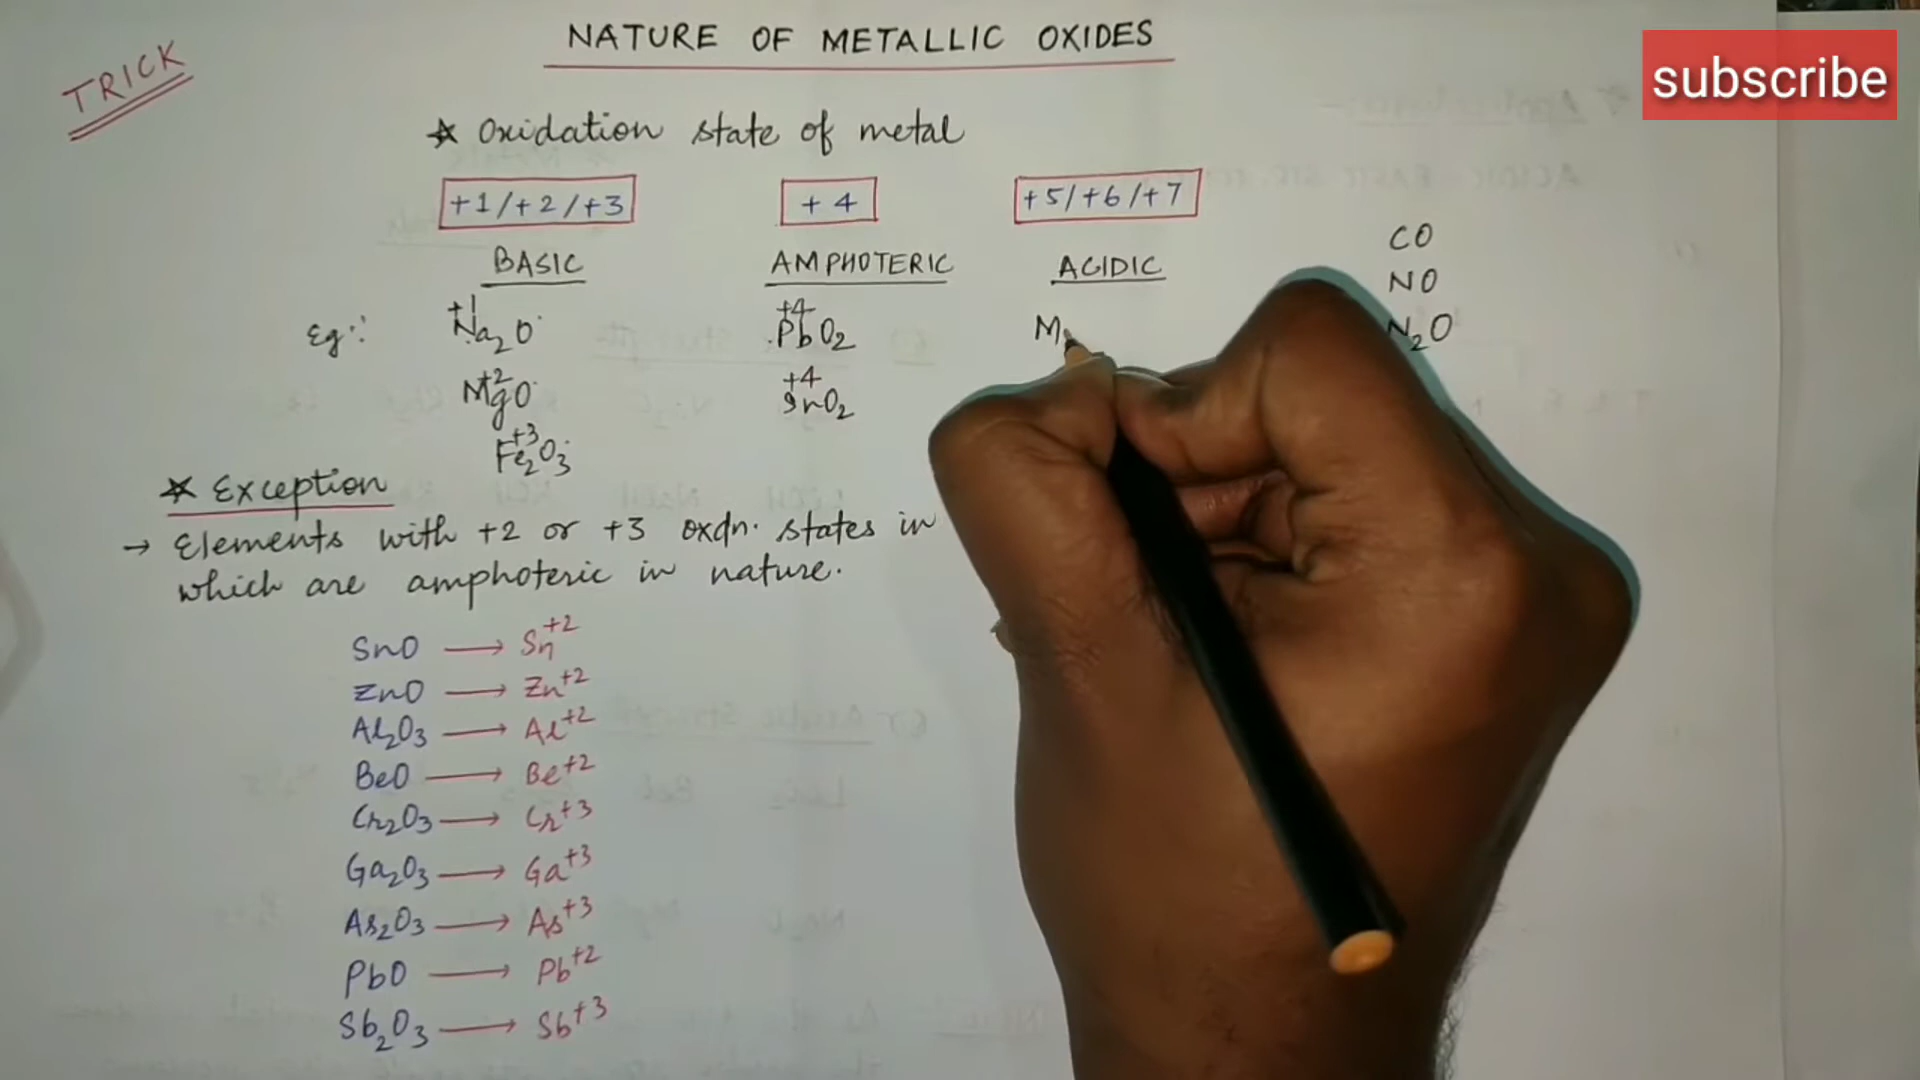 NATURE OF METALLIC OXIDES
subscribe
TRICK
☆ Oxidation state of metal
+1/+2/+3 +4 +5/+6/+7
BASIC AMPHOTERIC ACIDIC
CO
NO
N2O
Eg:- +1 Na2O +4 PbO2 M
+2 MgO +4 SnO2
+3 Fe2O3
☆ Exception
→ Elements with +2 or +3 oxdn. states in
which are amphoteric in nature.
SnO → Sn+2
ZnO → Zn+2
Al2O3 → Al+2
BeO → Be+2
Cr2O3 → Cr+3
Ga2O3 → Ga+3
As2O3 → As+3
PbO → Pb+2
Sb2O3 → Sb+3